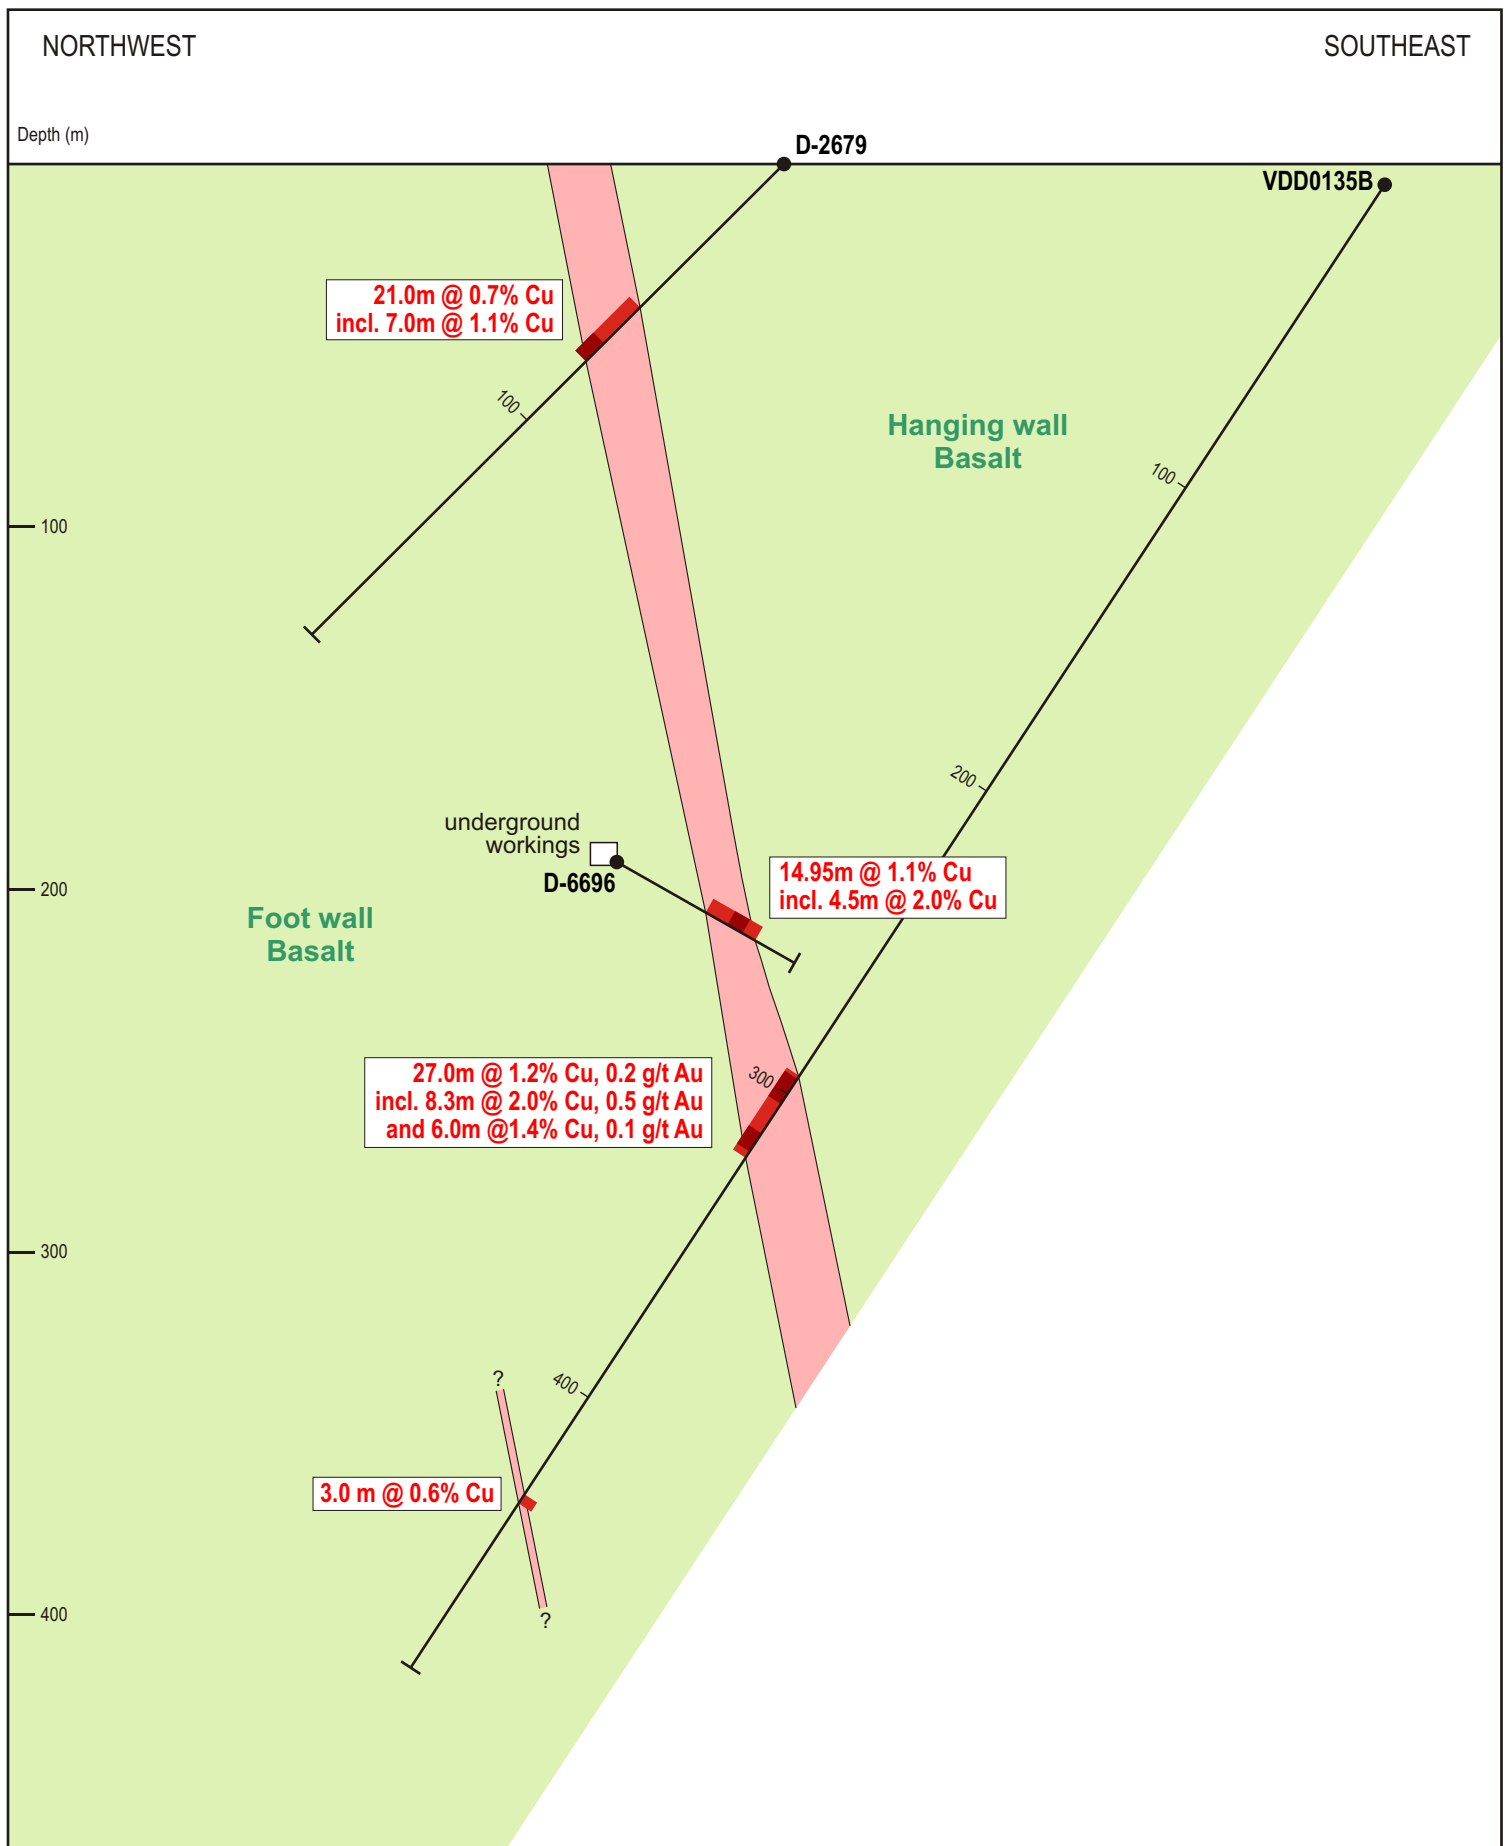 NORTHWEST
SOUTHEAST
Depth (m)
D-2679
VDD0135B
21.0m @ 0.7% Cu
incl. 7.0m @ 1.1% Cu
100
Hanging wall
Basalt
100
100
200
underground
workings
D-6696
14.95m @ 1.1% Cu
incl. 4.5m @ 2.0% Cu
200
Foot wall
Basalt
27.0m @ 1.2% Cu, 0.2 g/t Au
incl. 8.3m @ 2.0% Cu, 0.5 g/t Au
and 6.0m @1.4% Cu, 0.1 g/t Au
300
300
?
400
3.0 m @ 0.6% Cu
400
?